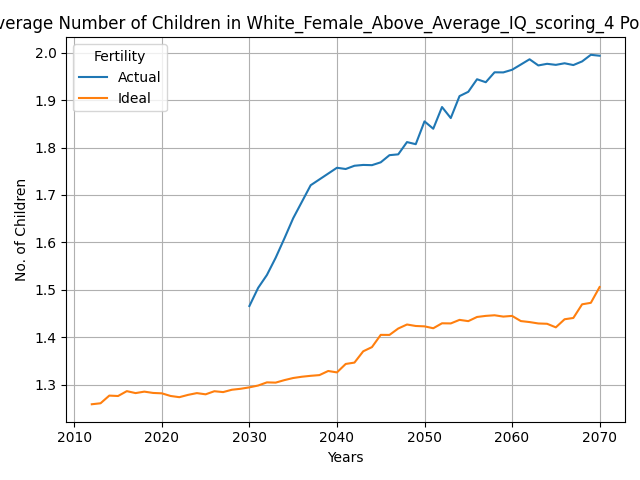 verage Number of Children in White_Female_Above_Average_IQ_scoring_4 Po
Fertility
Actual
Ideal
No. of Children
2.0
1.9
1.8
1.7
1.6
1.5
1.4
1.3
2010 2020 2030 2040 2050 2060 2070
Years